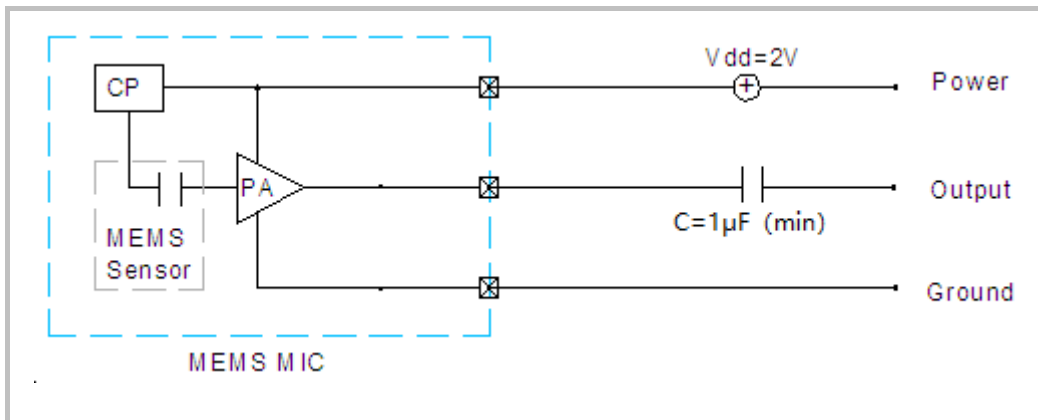 Vdd=2V
CP
Power
PA
Output
C=1μF (min)
MEMS
Sensor
Ground
MEMS MIC